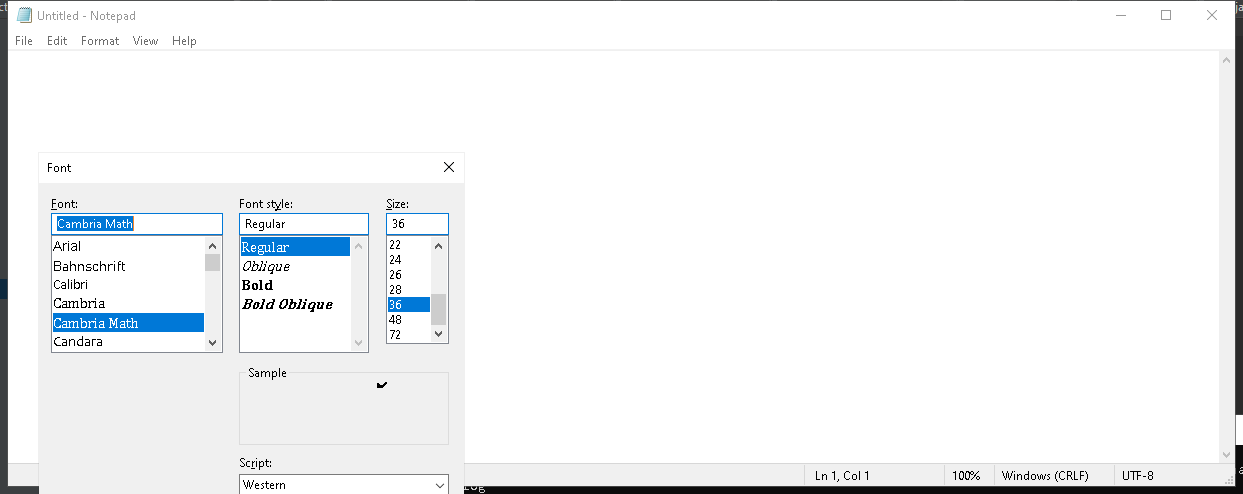 Untitled - Notepad
File Edit Format View Help
Font
Font: Font style: Size:
Cambria Math Regular 36
Arial
Bahnschrift
Calibri
Cambria
Cambria Math
Candara
Regular
Oblique
Bold
Bold Oblique
22
24
26
28
36
48
72
Sample
Script:
Western
Ln 1, Col 1 100% Windows (CRLF) UTF-8